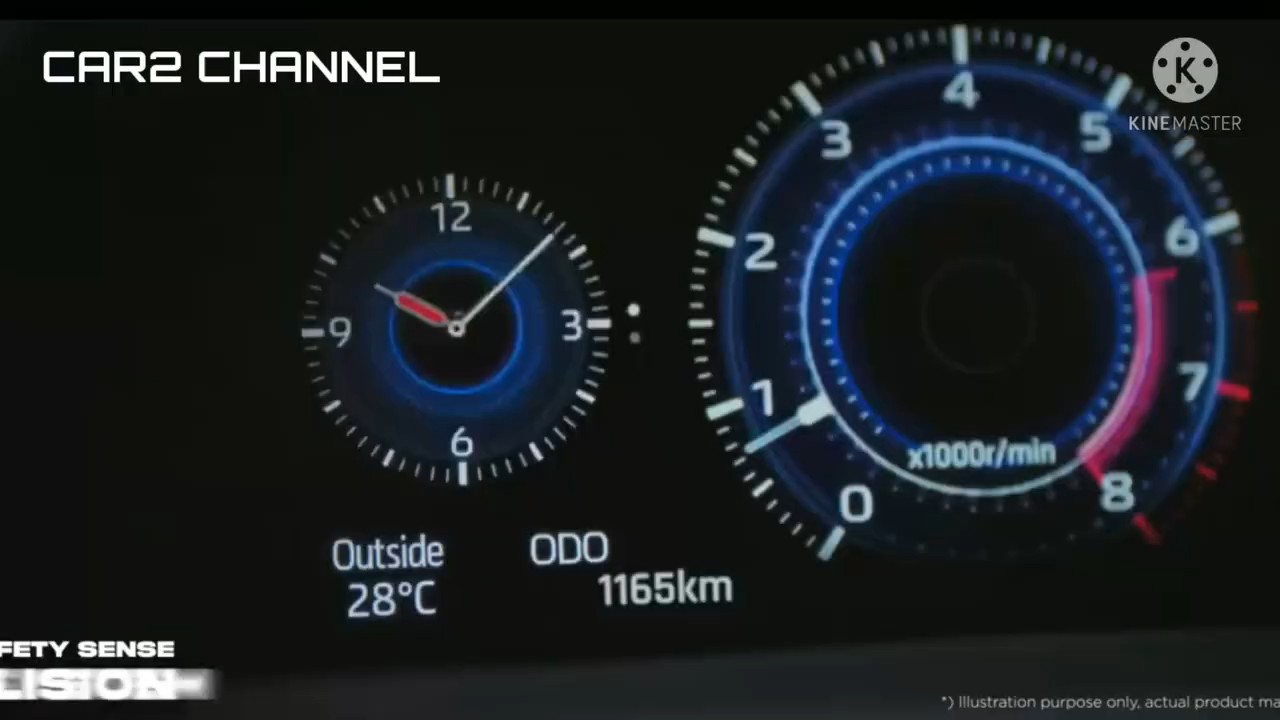 CAR2 CHANNEL
KINEMASTER
12
3
6
9
0
1
2
3
4
5
6
7
8
x1000r/min
Outside
28°C
ODO
1165km
FETY SENSE
LISION-
*) Illustration purpose only, actual product ma